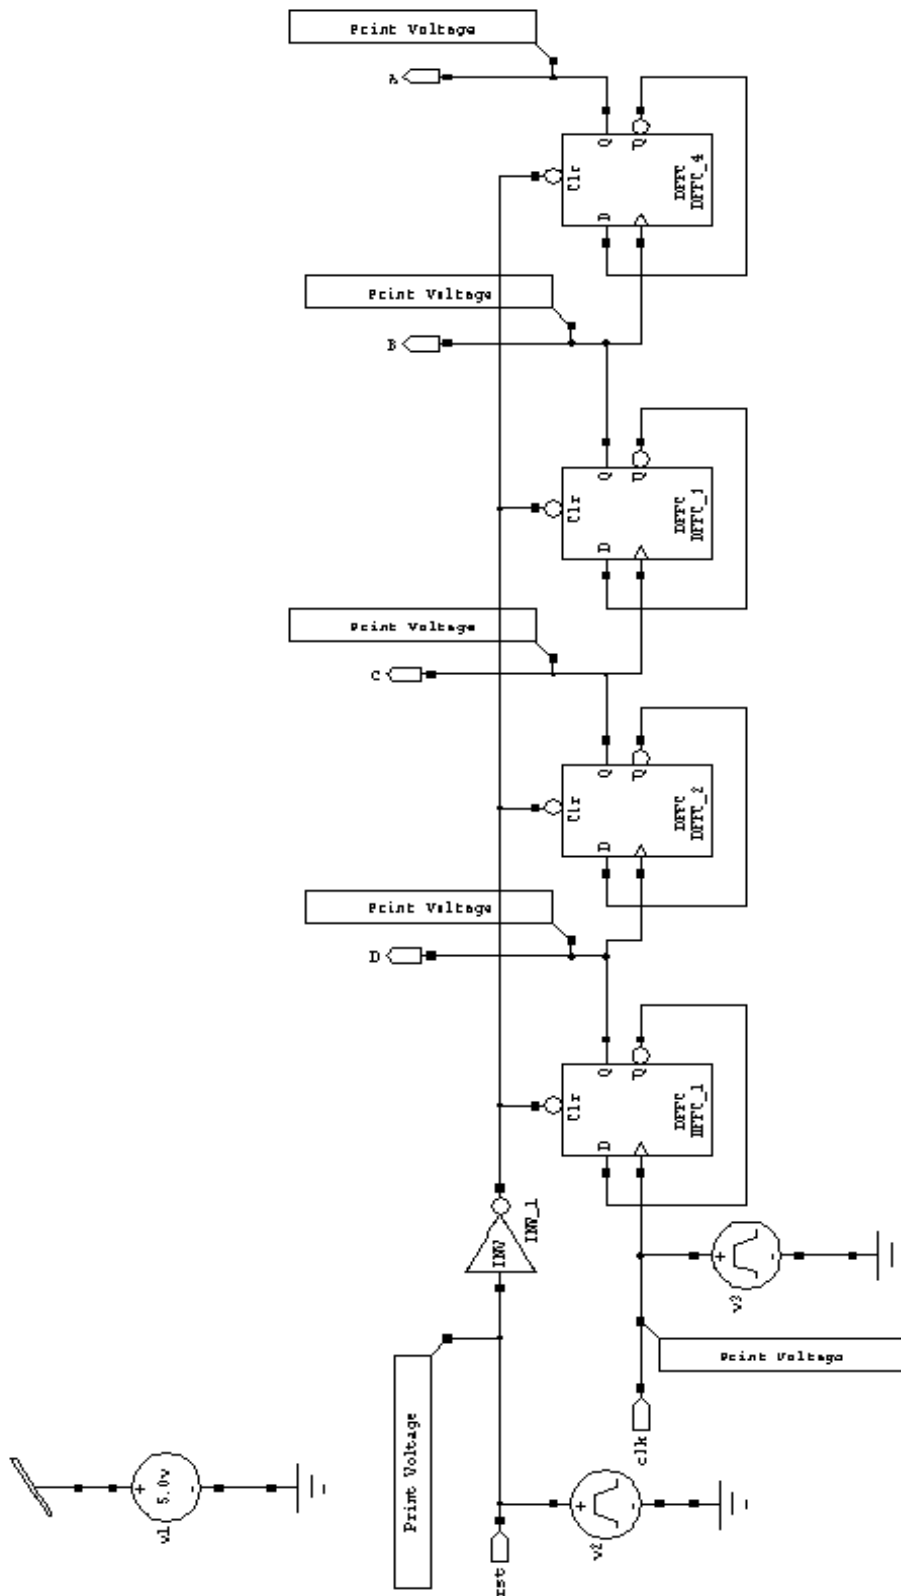 Print Voltage
A
Q
Q
Clr
D
DFFC
DFFC_4
Print Voltage
B
Q
Q
Clr
D
DFFC
DFFC_1
Print Voltage
C
Q
Q
Clr
D
DFFC
DFFC_2
Print Voltage
D
Q
Q
Clr
D
DFFC
DFFC_1
INV
INV_1
+
-
v3
Print Voltage
Print Voltage
clk
+
5.0v
-
v1
+
-
v2
rst